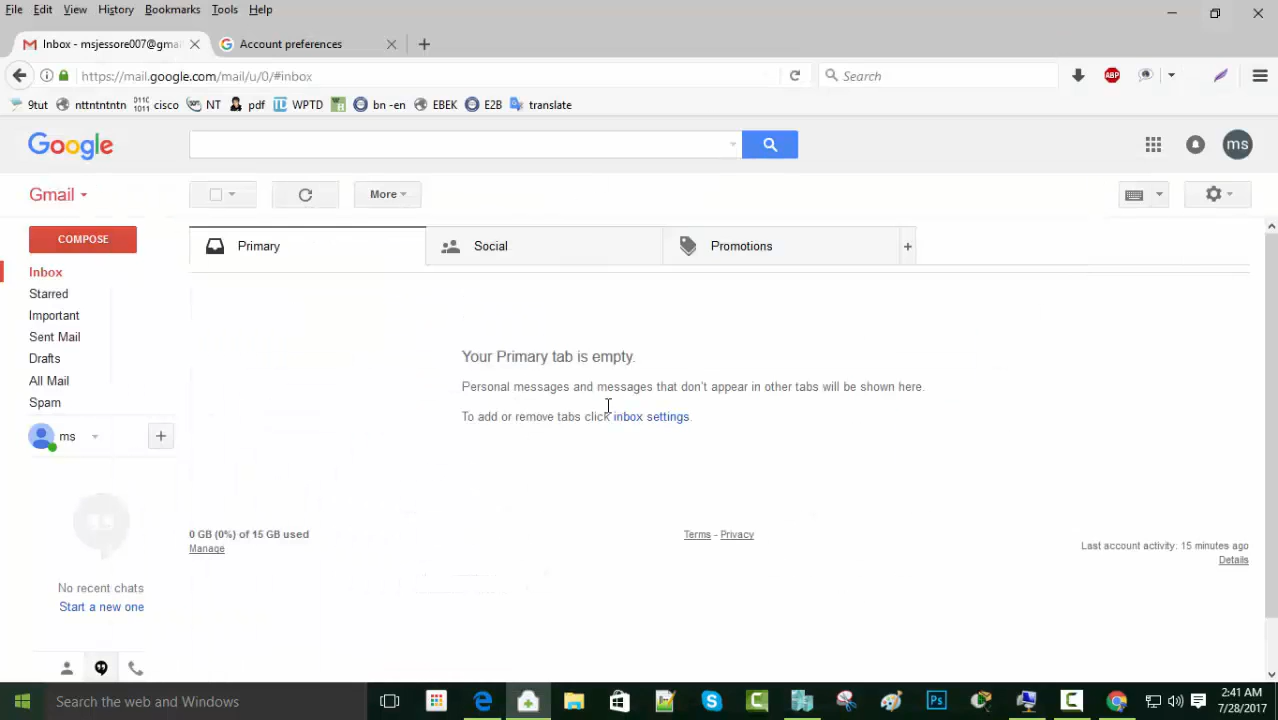 File Edit View History Bookmarks Tools Help
Inbox - msjessore007@gma Account preferences
https://mail.google.com/mail/u/0/#inbox Search ABP
9tut nttntntntn cisco NT pdf TD WPTD bn -en EBEK E2B translate
Google ms
Gmail More
COMPOSE
Primary Social Promotions +
Inbox
Starred
Important
Sent Mail
Drafts
All Mail
Spam
ms +
Your Primary tab is empty.
Personal messages and messages that don't appear in other tabs will be shown here.
To add or remove tabs click inbox settings.
0 GB (0%) of 15 GB used
Manage
Terms - Privacy
Last account activity: 15 minutes ago
Details
No recent chats
Start a new one
Search the web and Windows Ps
2:41 AM
7/28/2017